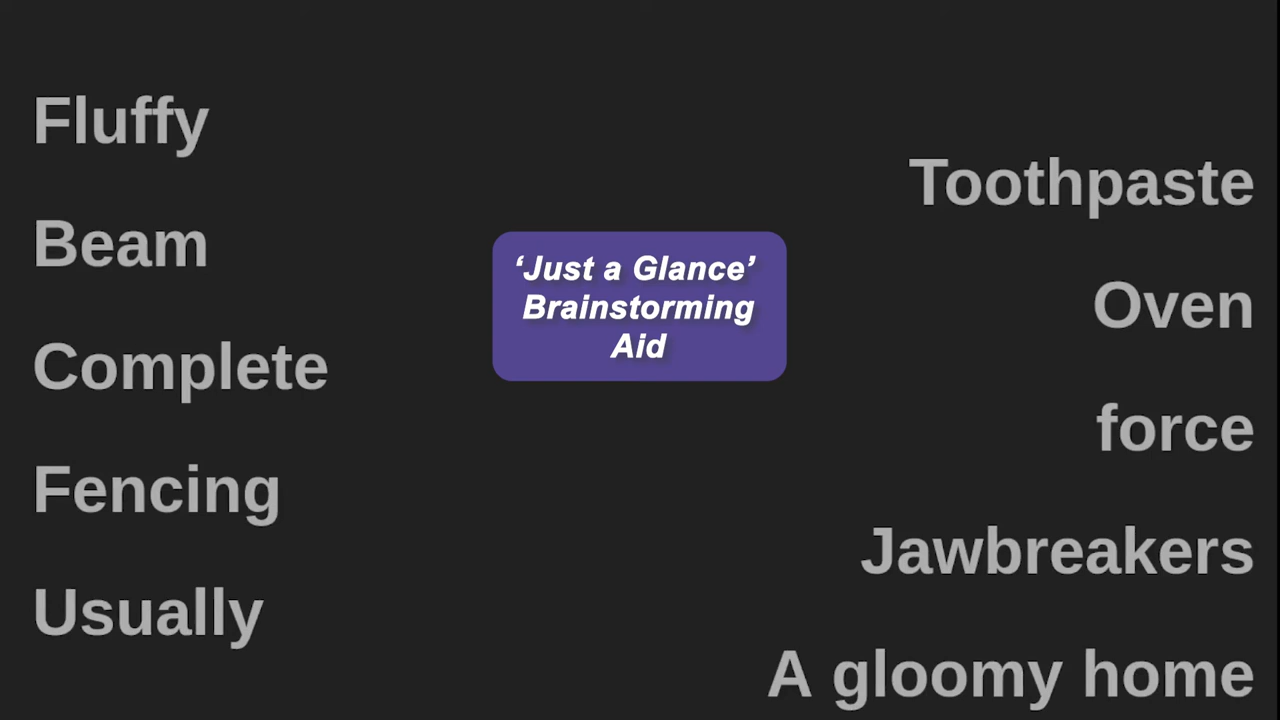 Fluffy
Beam
Complete
Fencing
Usually
‘Just a Glance’
Brainstorming
Aid
Toothpaste
Oven
force
Jawbreakers
A gloomy home